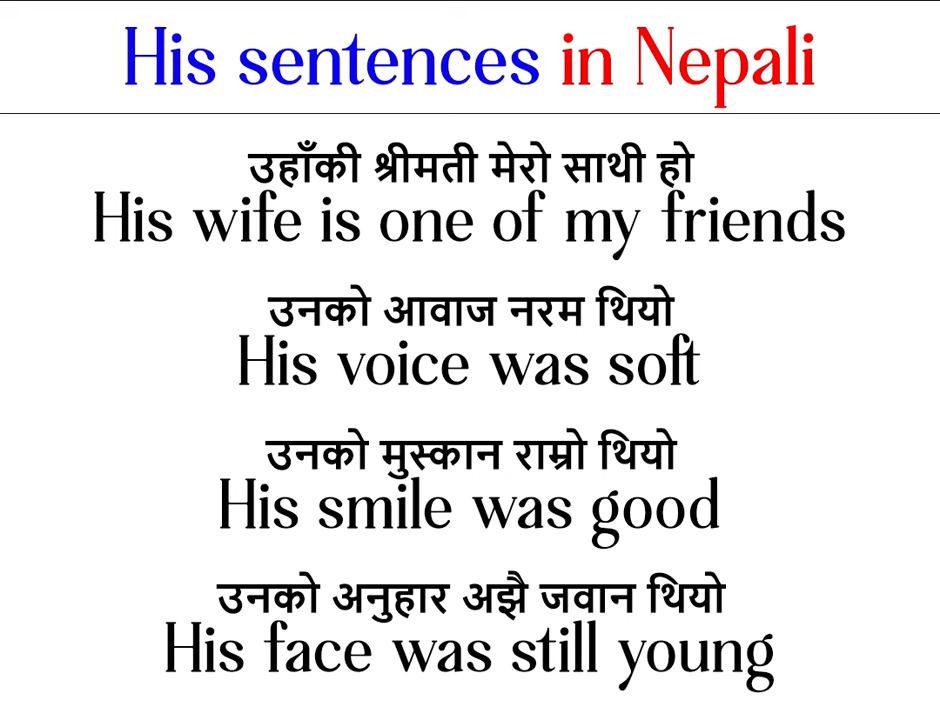 His sentences in Nepali
उहाँकी श्रीमती मेरो साथी हो
His wife is one of my friends
उनको आवाज नरम थियो
His voice was soft
उनको मुस्कान राम्रो थियो
His smile was good
उनको अनुहार अझै जवान थियो
His face was still young